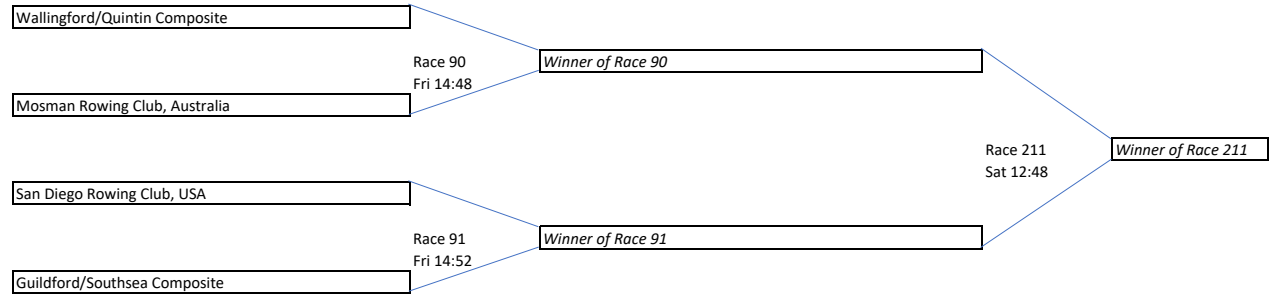 Wallingford/Quintin Composite
Race 90
Winner of Race 90
Fri 14:48
Mosman Rowing Club, Australia
Race 211
Winner of Race 211
Sat 12:48
San Diego Rowing Club, USA
Race 91
Winner of Race 91
Fri 14:52
Guildford/Southsea Composite